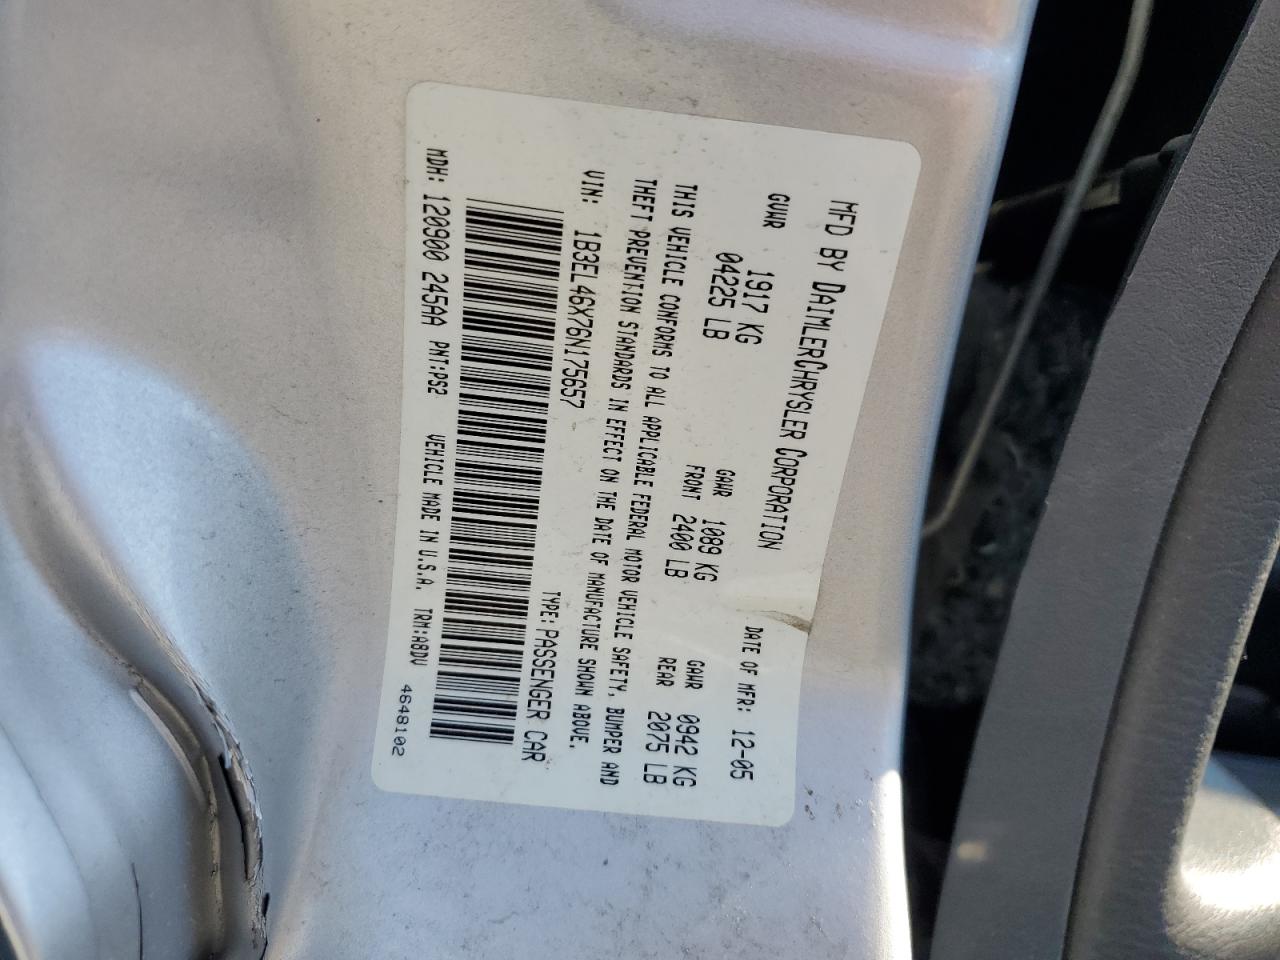 MFD BY DAIMLERCHRYSLER CORPORATION
DATE OF MFR: 12-05
GVWR 1917 KG
04225 LB
GAWR FRONT 1089 KG
2400 LB
GAWR REAR 0942 KG
2075 LB
THIS VEHICLE CONFORMS TO ALL APPLICABLE FEDERAL MOTOR VEHICLE SAFETY, BUMPER AND
THEFT PREVENTION STANDARDS IN EFFECT ON THE DATE OF MANUFACTURE SHOWN ABOVE.
VIN: 1B3EL46X76N175657
TYPE: PASSENGER CAR
MDH: 120900 245AA PNT:PS2 VEHICLE MADE IN U.S.A. TRM:A8DV
4648102